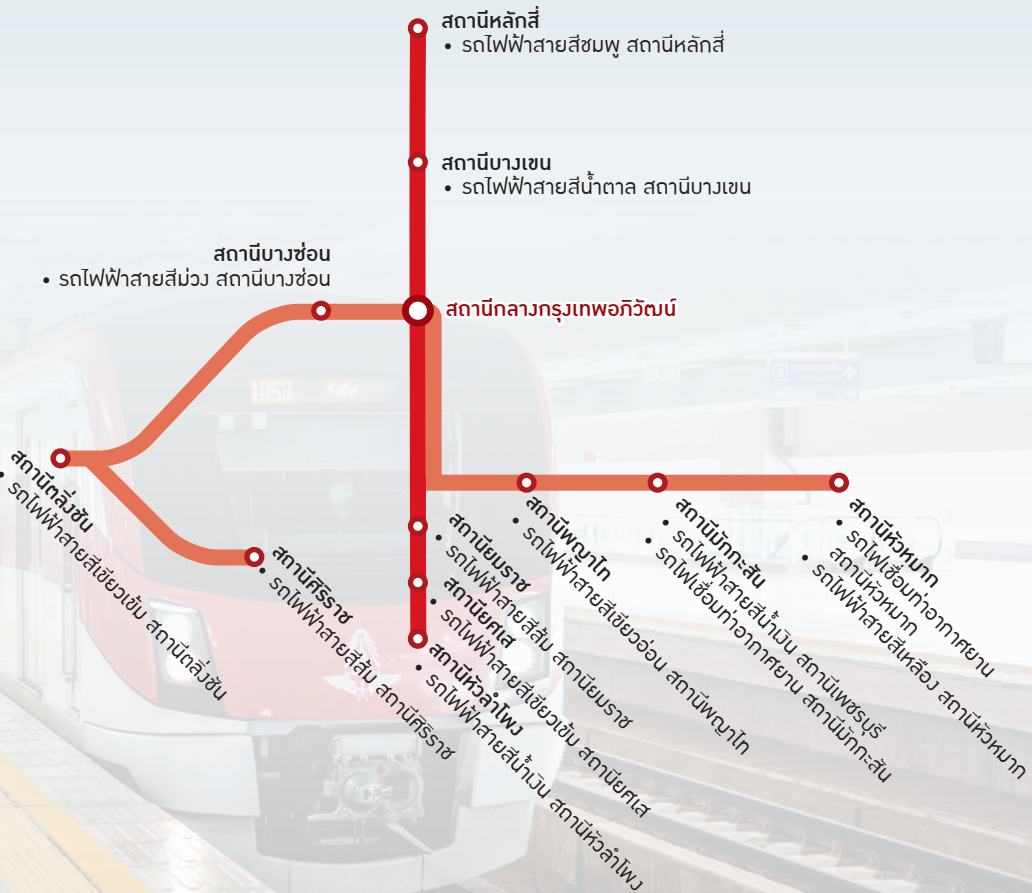 สถานีหลักสี่
• รถไฟฟ้าสายสีชมพู สถานีหลักสี่
สถานีบางเขน
• รถไฟฟ้าสายสีน้ำตาล สถานีบางเขน
สถานีบางซ่อน
• รถไฟฟ้าสายสีม่วง สถานีบางซ่อน
สถานีกลางกรุงเทพอภิวัฒน์
1053
สถานีตลิ่งชัน
• รถไฟฟ้าสายสีเขียวเข้ม สถานีตลิ่งชัน
สถานีศิริราช
• รถไฟฟ้าสายสีส้ม สถานีศิริราช
สถานียมราช
• รถไฟฟ้าสายสีส้ม สถานียมราช
สถานียศเส
• รถไฟฟ้าสายสีเขียวเข้ม สถานียศเส
สถานีหัวลำโพง
• รถไฟฟ้าสายสีน้ำเงิน สถานีหัวลำโพง
สถานีพญาไท
• รถไฟฟ้าสายสีเขียวอ่อน สถานีพญาไท
สถานีมักกะสัน
• รถไฟฟ้าสายสีน้ำเงิน สถานีเพชรบุรี
• รถไฟเชื่อมท่าอากาศยาน สถานีมักกะสัน
สถานีหัวหมาก
• รถไฟเชื่อมท่าอากาศยาน
สถานีหัวหมาก
• รถไฟฟ้าสายสีเหลือง สถานีหัวหมาก